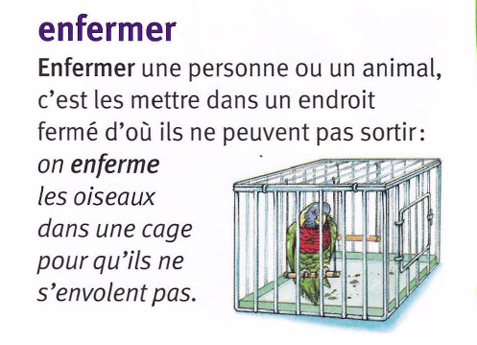 enfermer
Enfermer une personne ou un animal,
c'est les mettre dans un endroit
fermé d'où ils ne peuvent pas sortir :
on enferme
les oiseaux
dans une cage
pour qu'ils ne
s'envolent pas.